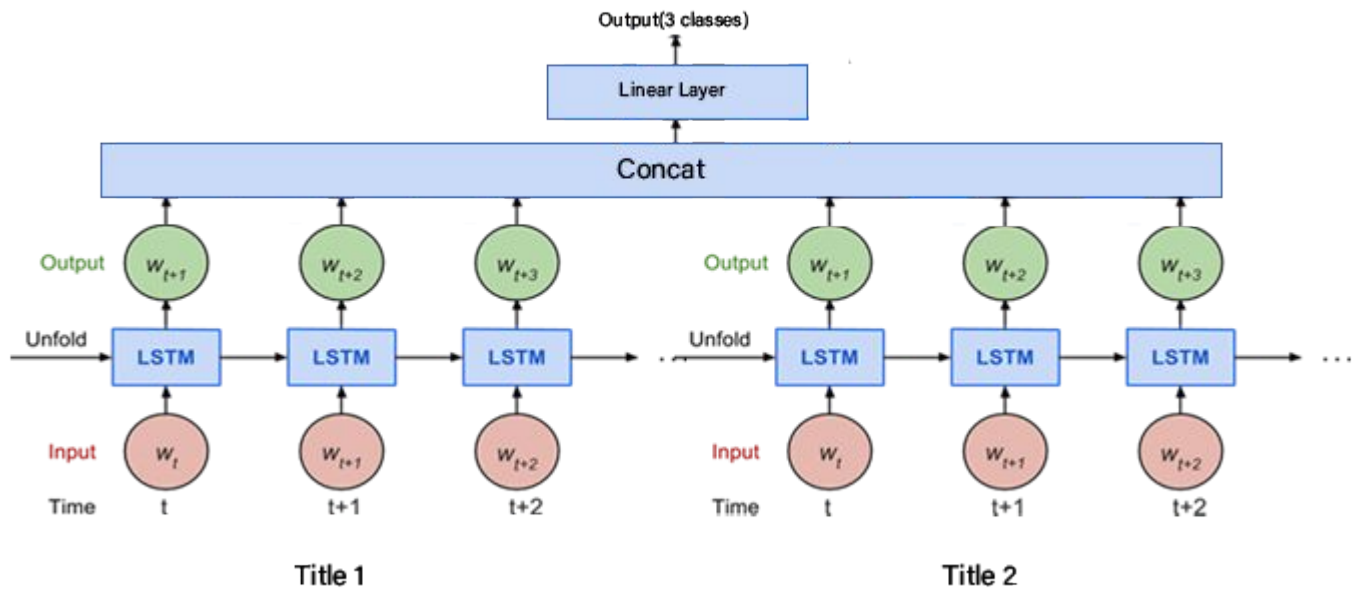 Output(3 classes)
Linear Layer
Concat
Output w_{t+1} w_{t+2} w_{t+3} Output w_{t+1} w_{t+2} w_{t+3}
Unfold Unfold
LSTM LSTM LSTM ... LSTM LSTM LSTM ...
Input w_t w_{t+1} w_{t+2} Input w_t w_{t+1} w_{t+2}
Time t t+1 t+2 Time t t+1 t+2
Title 1 Title 2